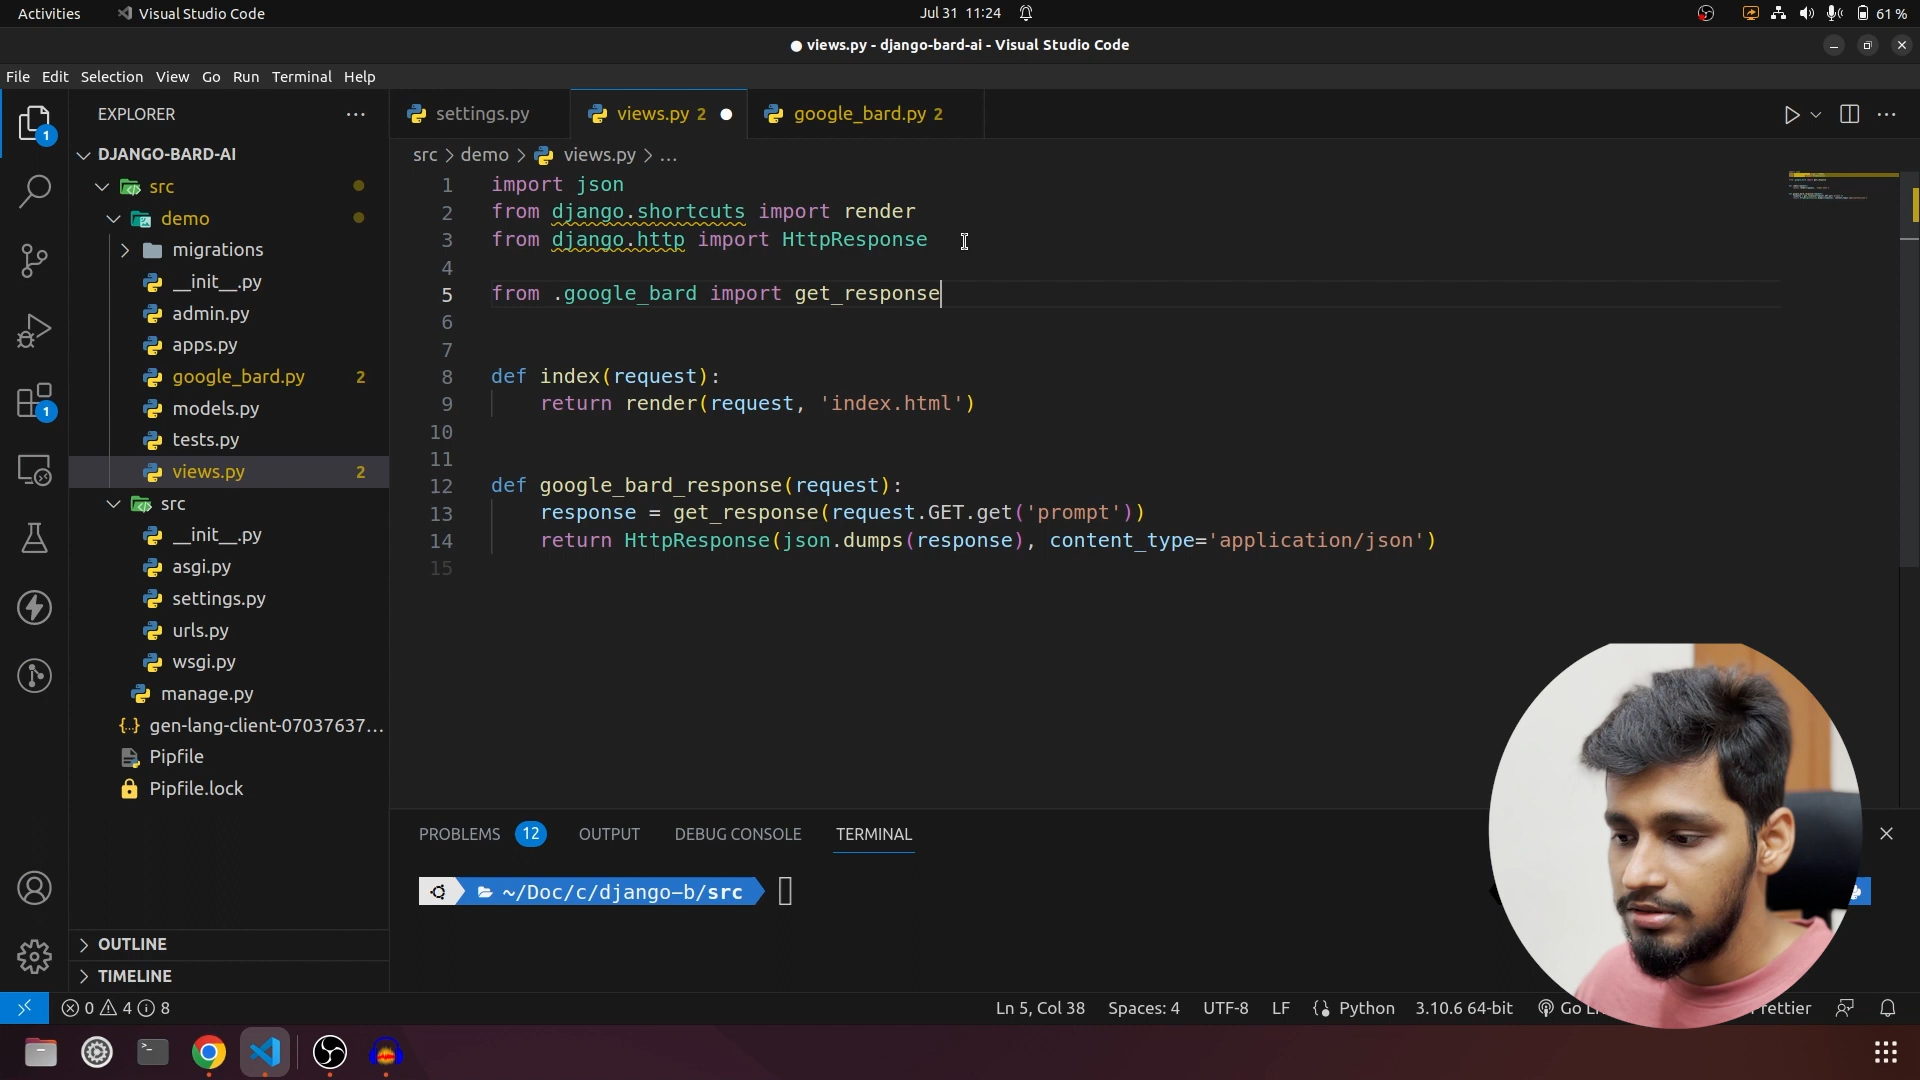 Activities
Visual Studio Code
Jul 31 11:24
61 %
● views.py - django-bard-ai - Visual Studio Code
File Edit Selection View Go Run Terminal Help
EXPLORER
settings.py
views.py 2
google_bard.py 2
DJANGO-BARD-AI
src > demo > views.py > ...
src
demo
migrations
__init__.py
admin.py
apps.py
google_bard.py 2
models.py
tests.py
views.py 2
src
__init__.py
asgi.py
settings.py
urls.py
wsgi.py
manage.py
gen-lang-client-07037637...
Pipfile
Pipfile.lock
OUTLINE
TIMELINE
1
1
1 import json
2 from django.shortcuts import render
3 from django.http import HttpResponse
4
5 from .google_bard import get_response
6
7
8 def index(request):
9 return render(request, 'index.html')
10
11
12 def google_bard_response(request):
13 response = get_response(request.GET.get('prompt'))
14 return HttpResponse(json.dumps(response), content_type='application/json')
15
PROBLEMS 12 OUTPUT DEBUG CONSOLE TERMINAL
~/Doc/c/django-b/src
0 4 8
Ln 5, Col 38 Spaces: 4 UTF-8 LF Python 3.10.6 64-bit Go